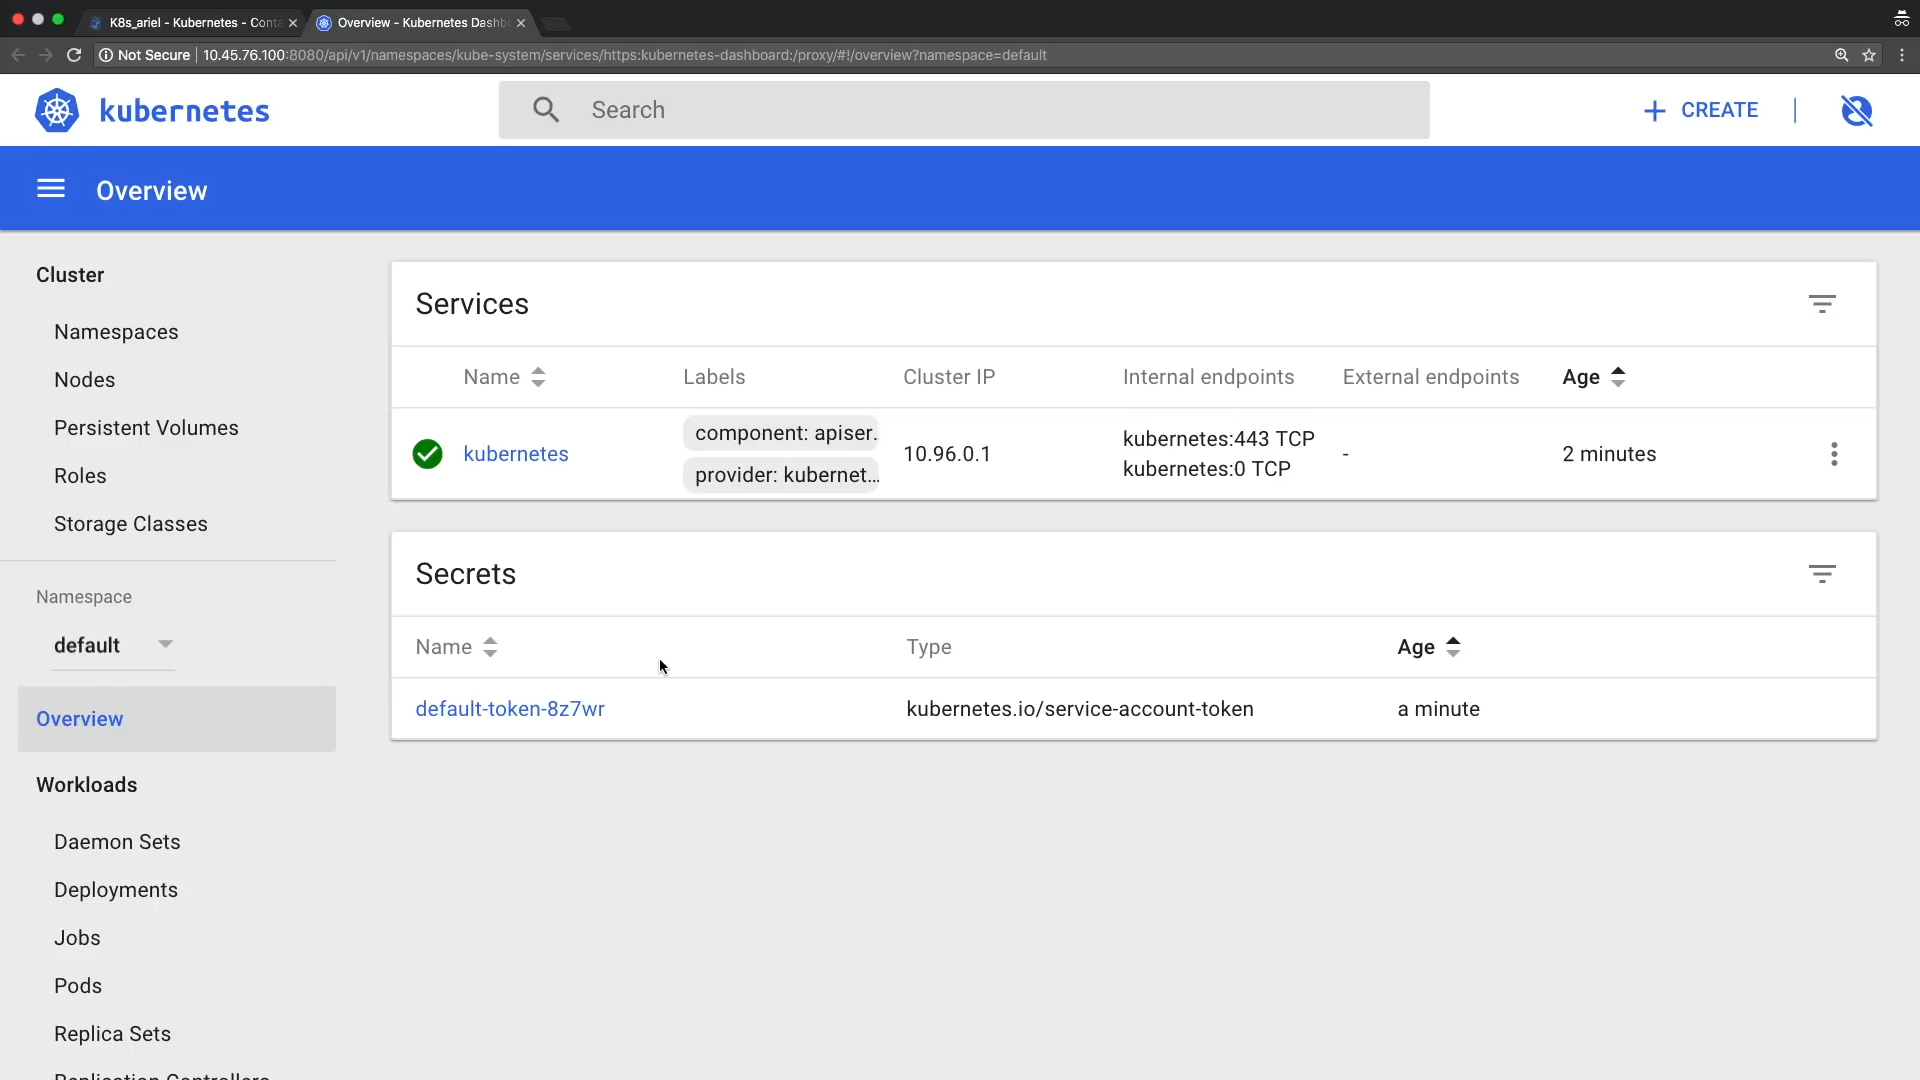 K8s_ariel - Kubernetes - Conta
Overview - Kubernetes Dashbo
Not Secure
10.45.76.100:8080/api/v1/namespaces/kube-system/services/https:kubernetes-dashboard:/proxy/#!/overview?namespace=default
kubernetes
Search
CREATE
Overview
Cluster
Namespaces
Nodes
Persistent Volumes
Roles
Storage Classes
Namespace
default
Overview
Workloads
Daemon Sets
Deployments
Jobs
Pods
Replica Sets
Replication Controllers
Services
Name Labels Cluster IP Internal endpoints External endpoints Age
kubernetes component: apiser. 10.96.0.1 kubernetes:443 TCP - 2 minutes
provider: kubernet... kubernetes:0 TCP
Secrets
Name Type Age
default-token-8z7wr kubernetes.io/service-account-token a minute